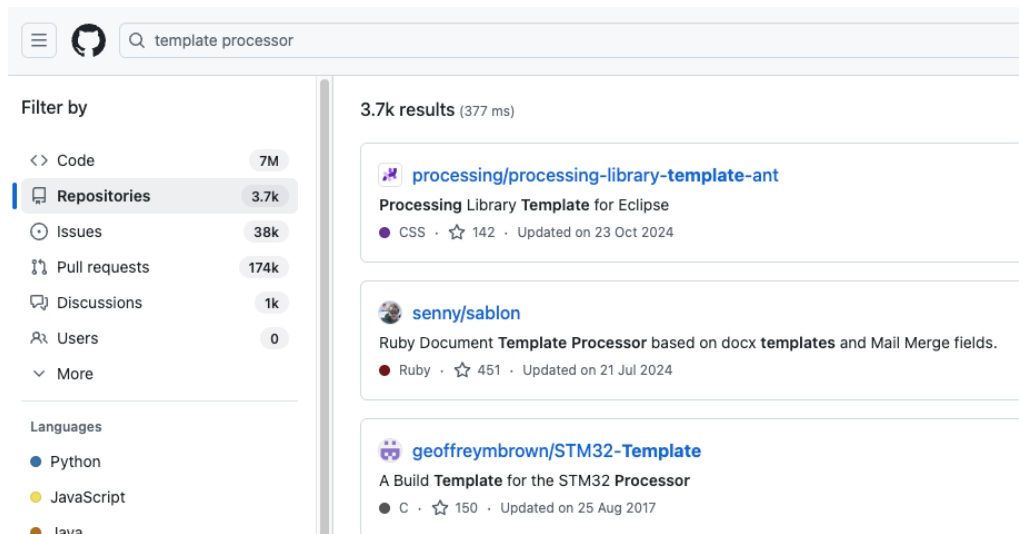 template processor
Filter by
Code 7M
Repositories 3.7k
Issues 38k
Pull requests 174k
Discussions 1k
Users 0
More
Languages
Python
JavaScript
Java
3.7k results (377 ms)
processing/processing-library-template-ant
Processing Library Template for Eclipse
CSS · 142 · Updated on 23 Oct 2024
senny/sablon
Ruby Document Template Processor based on docx templates and Mail Merge fields.
Ruby · 451 · Updated on 21 Jul 2024
geoffreymbrown/STM32-Template
A Build Template for the STM32 Processor
C · 150 · Updated on 25 Aug 2017